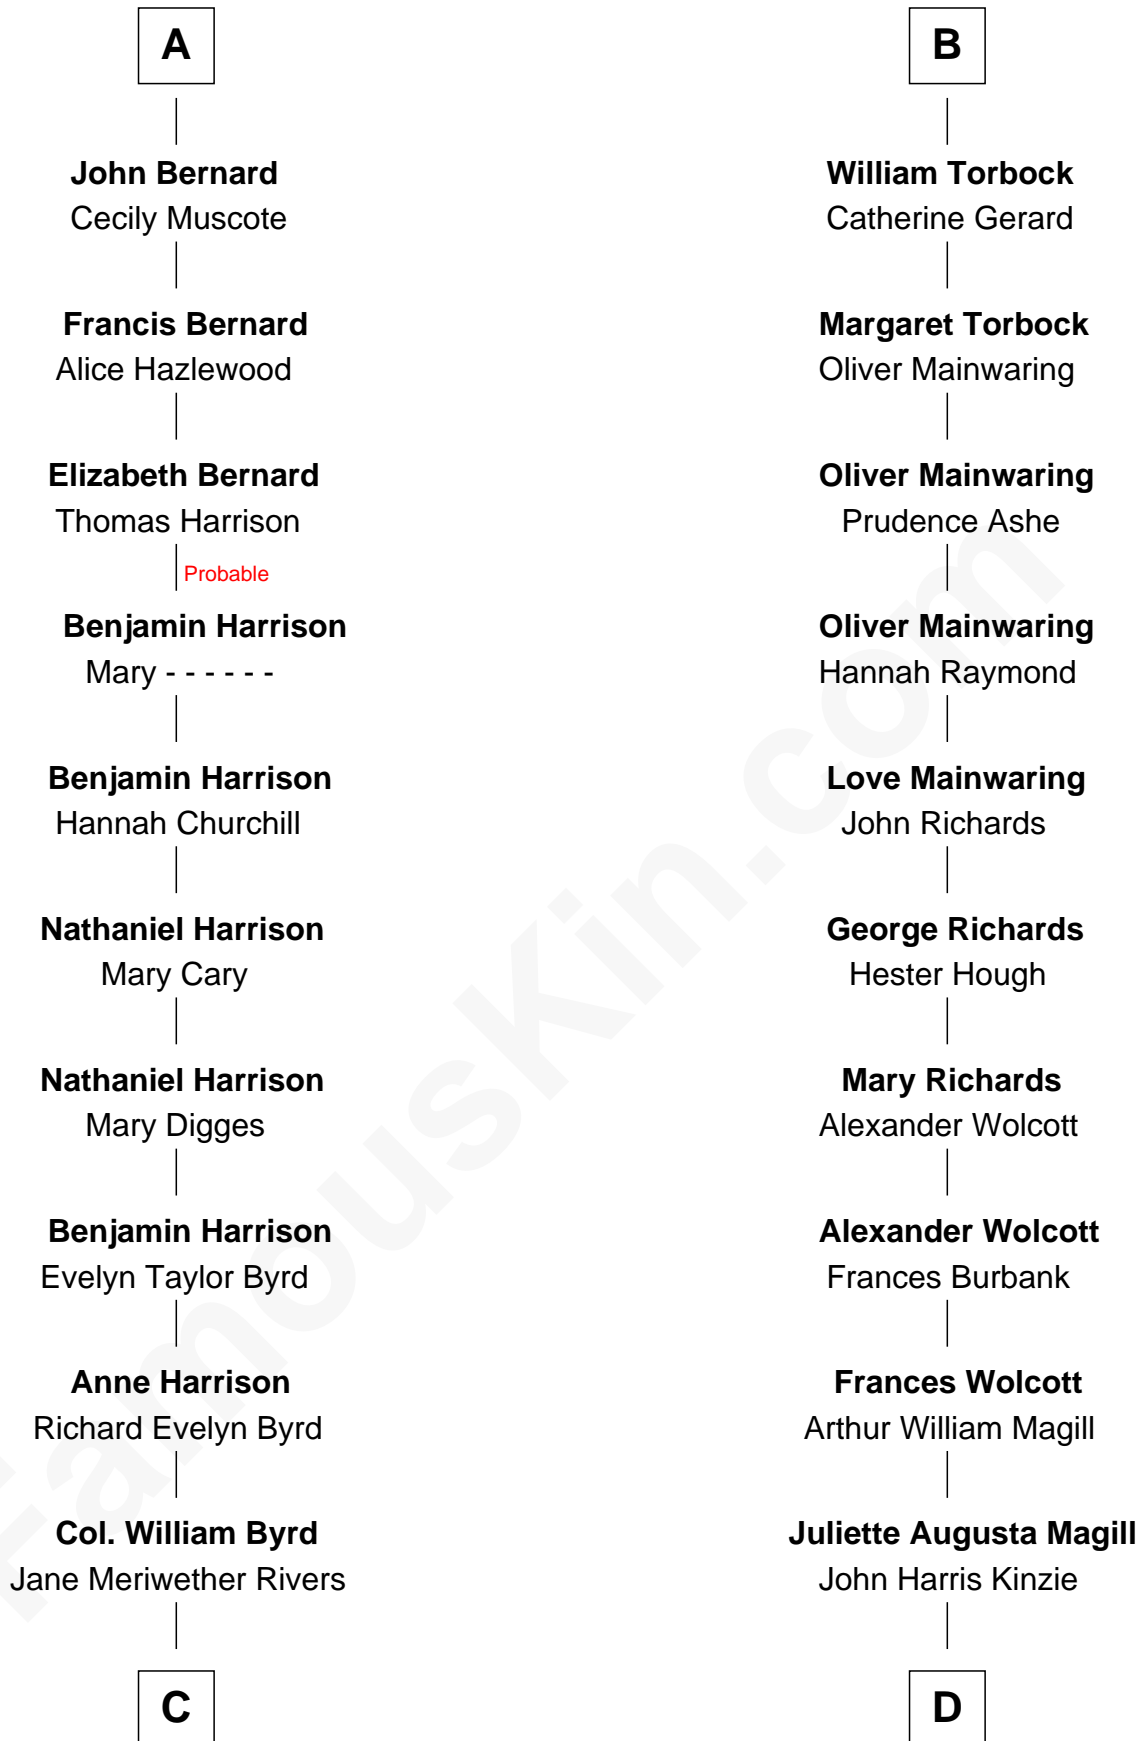 A
John Bernard
Cecily Muscote
Francis Bernard
Alice Hazlewood
Elizabeth Bernard
Thomas Harrison
Probable
Benjamin Harrison
Mary - - - - - -
Benjamin Harrison
Hannah Churchill
Nathaniel Harrison
Mary Cary
Nathaniel Harrison
Mary Digges
Benjamin Harrison
Evelyn Taylor Byrd
Anne Harrison
Richard Evelyn Byrd
Col. William Byrd
Jane Meriwether Rivers
C
B
William Torbock
Catherine Gerard
Margaret Torbock
Oliver Mainwaring
Oliver Mainwaring
Prudence Ashe
Oliver Mainwaring
Hannah Raymond
Love Mainwaring
John Richards
George Richards
Hester Hough
Mary Richards
Alexander Wolcott
Alexander Wolcott
Frances Burbank
Frances Wolcott
Arthur William Magill
Juliette Augusta Magill
John Harris Kinzie
D
FamousKin.com